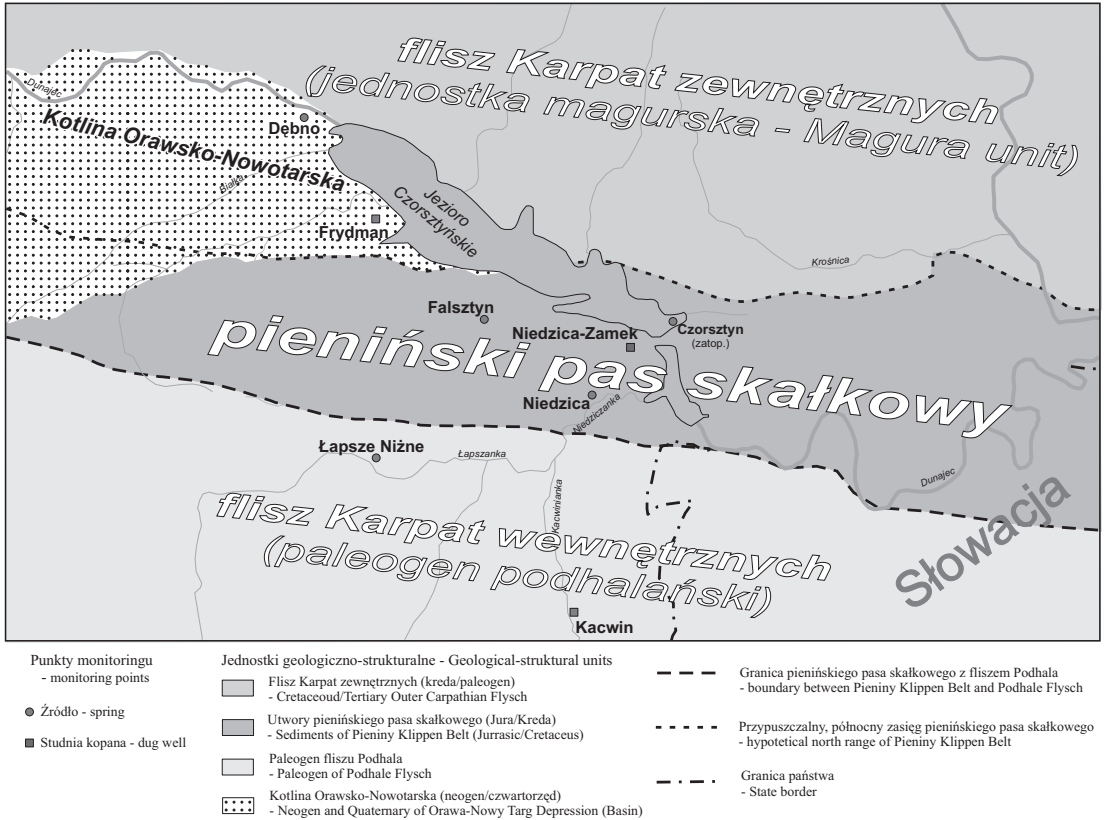 flisz Karpat zewnętrznych
(jednostka magurska - Magura unit)
Dunajec
Kotlina Orawsko-Nowotarska
Dębno
Białka
Jezioro
Czorsztyńskie
Frydman
Krośnica
Falsztyn
Niedzica-Zamek
Czorsztyn
(zatop.)
pieniński pas skałkowy
Niedzica
Niedziczanka
Łapsze Niżne
Łapszanka
Kacwinianka
Dunajec
Słowacja
flisz Karpat wewnętrznych
(paleogen podhalański)
Kacwin
Punkty monitoringu
- monitoring points
Źródło - spring
Studnia kopana - dug well
Jednostki geologiczno-strukturalne - Geological-structural units
Flisz Karpat zewnętrznych (kreda/paleogen)
- Cretaceoud/Tertiary Outer Carpathian Flysch
Utwory pienińskiego pasa skałkowego (Jura/Kreda)
- Sediments of Pieniny Klippen Belt (Jurrasic/Cretaceus)
Paleogen fliszu Podhala
- Paleogen of Podhale Flysch
Kotlina Orawsko-Nowotarska (neogen/czwartorzęd)
- Neogen and Quaternary of Orawa-Nowy Targ Depression (Basin)
Granica pienińskiego pasa skałkowego z fliszem Podhala
- boundary between Pieniny Klippen Belt and Podhale Flysch
Przypuszczalny, północny zasięg pienińskiego pasa skałkowego
- hypotetical north range of Pieniny Klippen Belt
Granica państwa
- State border